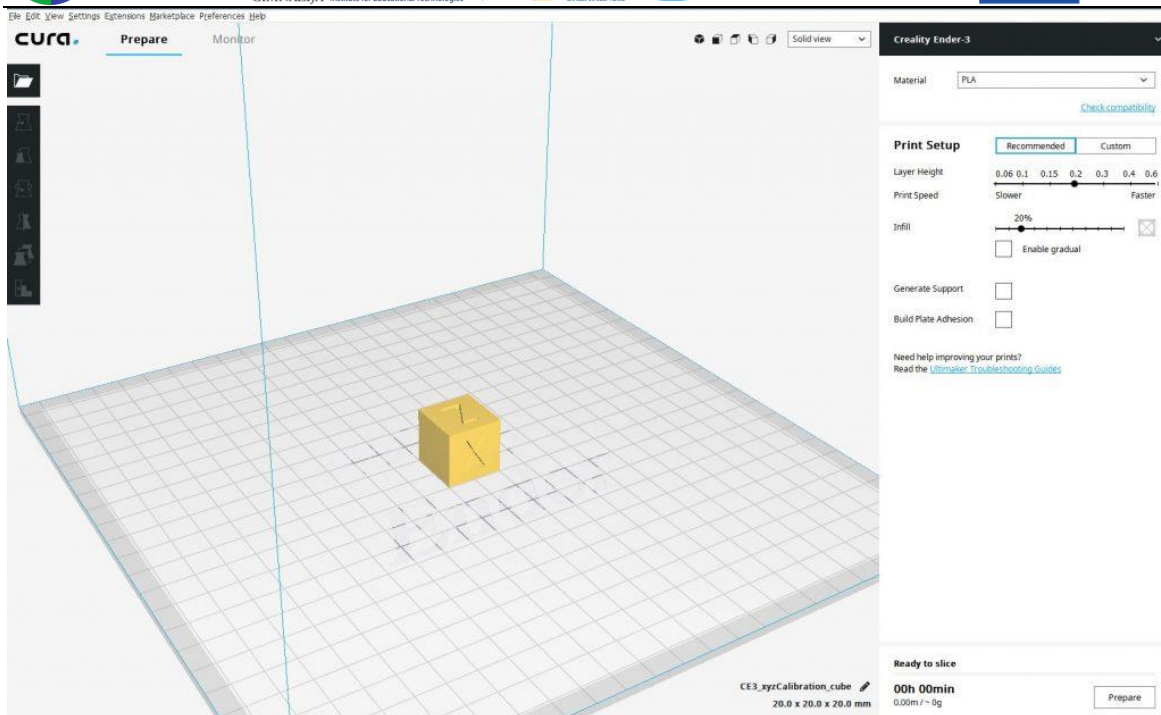 File Edit View Settings Extensions Marketplace Preferences Help
cura. Prepare Monitor Solid view Creality Ender-3
Material PLA
Check compatibility
Print Setup Recommended Custom
Layer Height 0.06 0.1 0.15 0.2 0.3 0.4 0.6
Print Speed Slower Faster
20%
Infill
Enable gradual
Generate Support
Build Plate Adhesion
Need help improving your prints?
Read the Ultimaker Troubleshooting Guides
Z
X
CE3_xyzCalibration_cube
20.0 x 20.0 x 20.0 mm
Ready to slice
00h 00min
0.00m / ~ 0g
Prepare